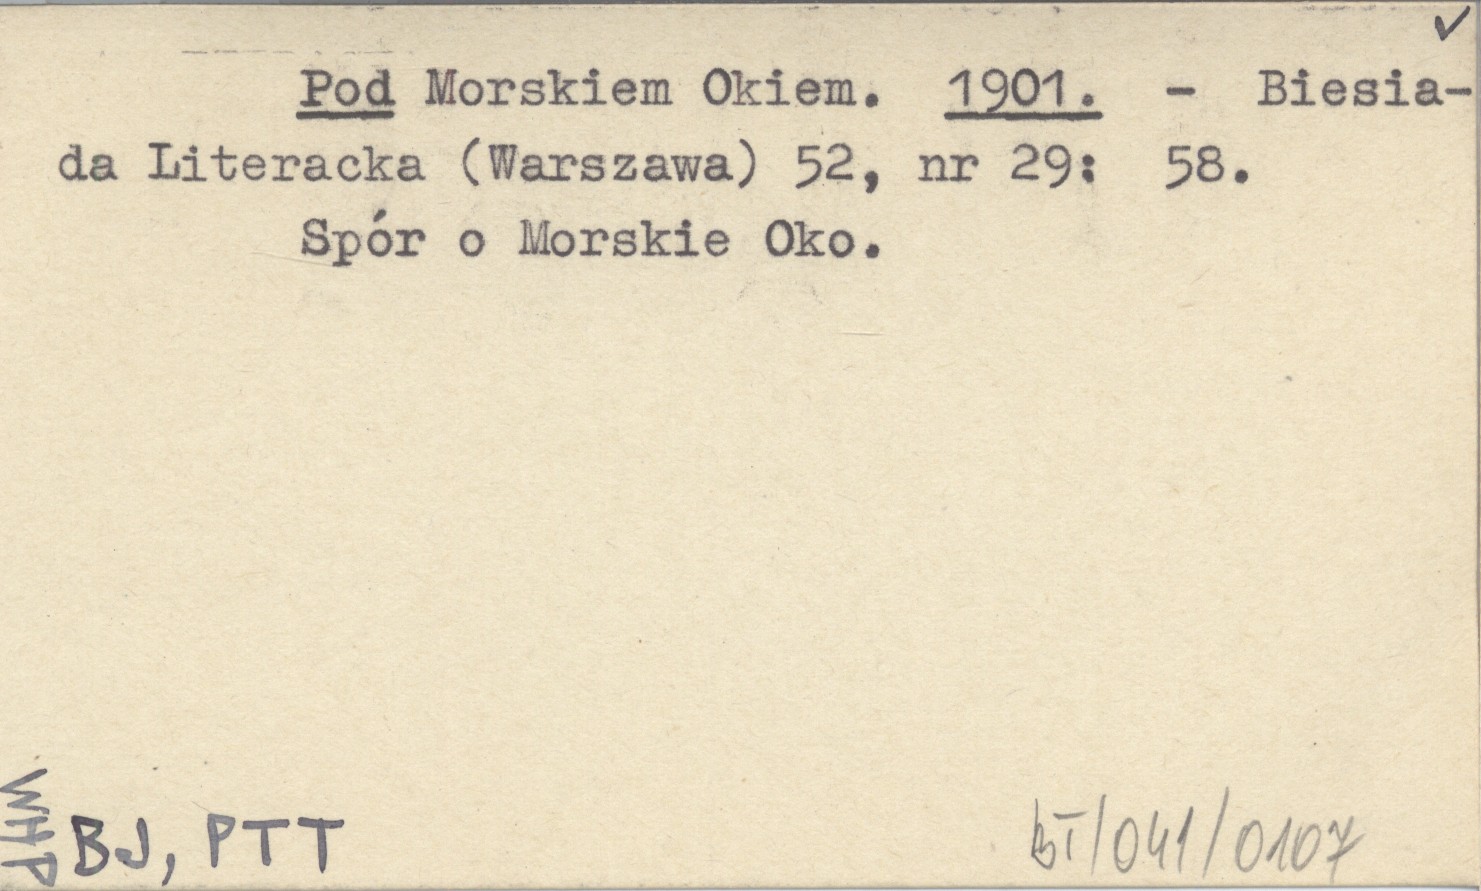 ✓
Pod Morskiem Okiem. 1901. - Biesia-
da Literacka (Warszawa) 52, nr 29: 58.
Spór o Morskie Oko.
WHP
BJ, PTT
BT/041/0107